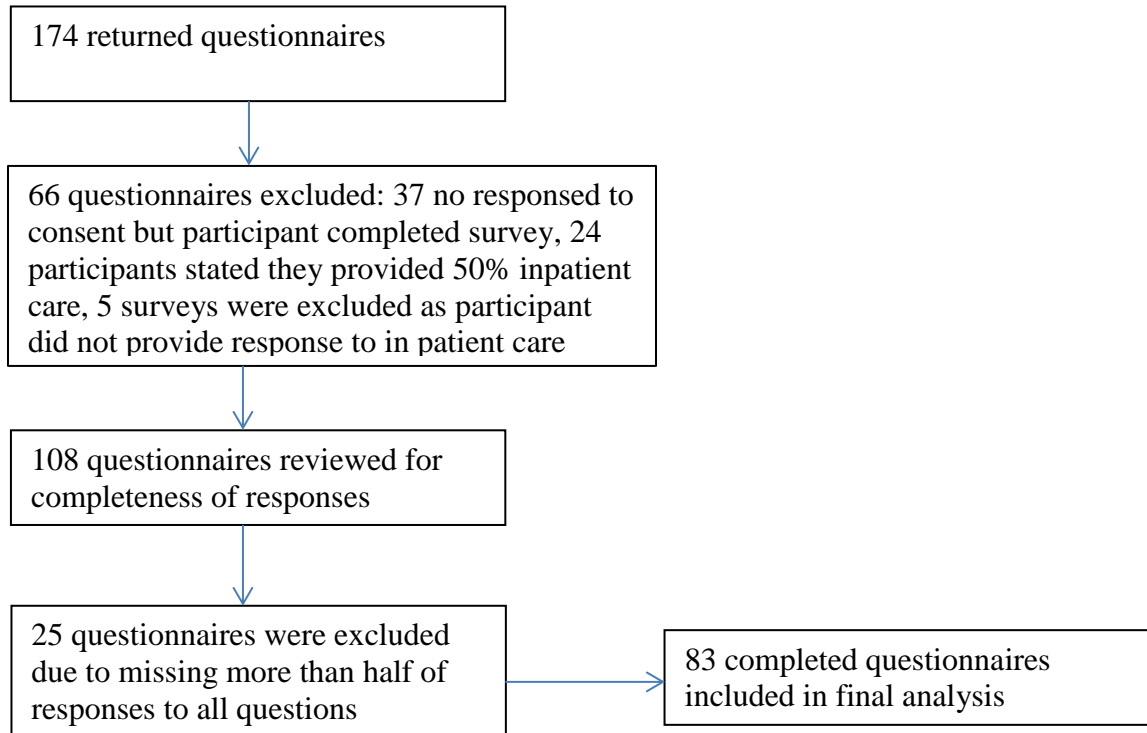 174 returned questionnaires
66 questionnaires excluded: 37 no responsed to
consent but participant completed survey, 24
participants stated they provided 50% inpatient
care, 5 surveys were excluded as participant
did not provide response to in patient care
108 questionnaires reviewed for
completeness of responses
25 questionnaires were excluded
due to missing more than half of
responses to all questions
83 completed questionnaires
included in final analysis